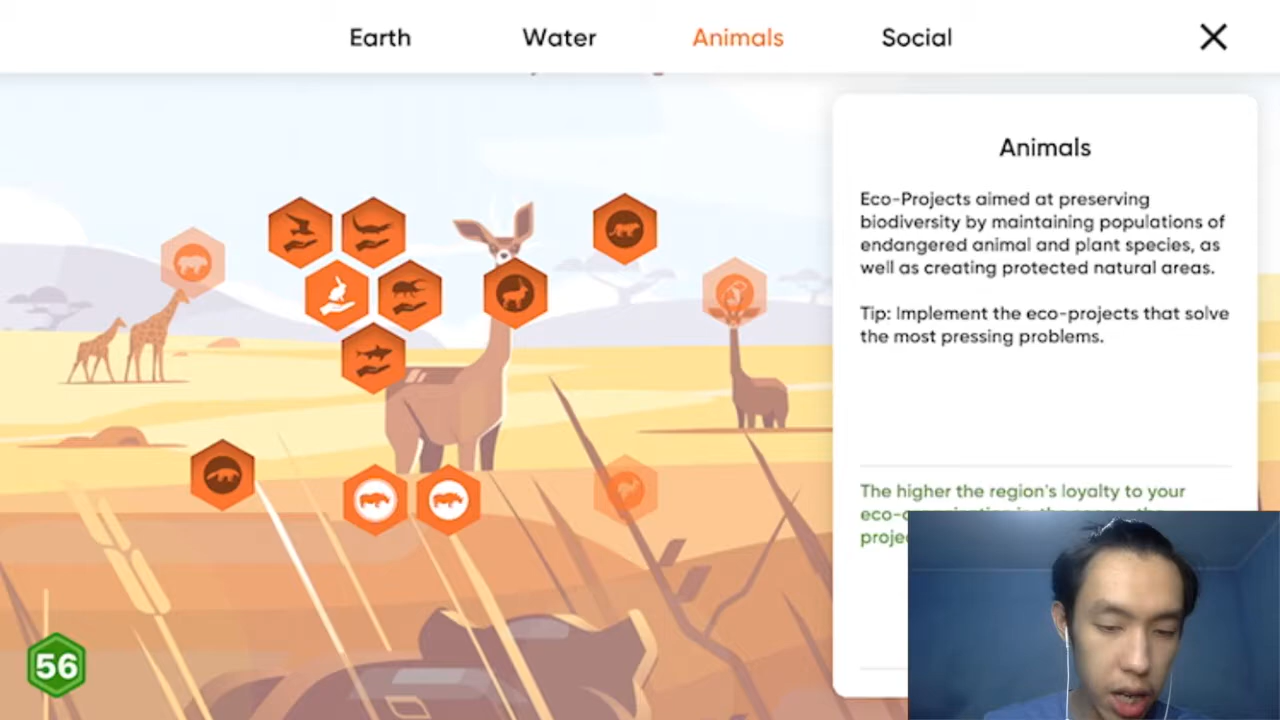 Earth Water Animals Social
Animals
Eco-Projects aimed at preserving
biodiversity by maintaining populations of
endangered animal and plant species, as
well as creating protected natural areas.
Tip: Implement the eco-projects that solve
the most pressing problems.
The higher the region's loyalty to your
56